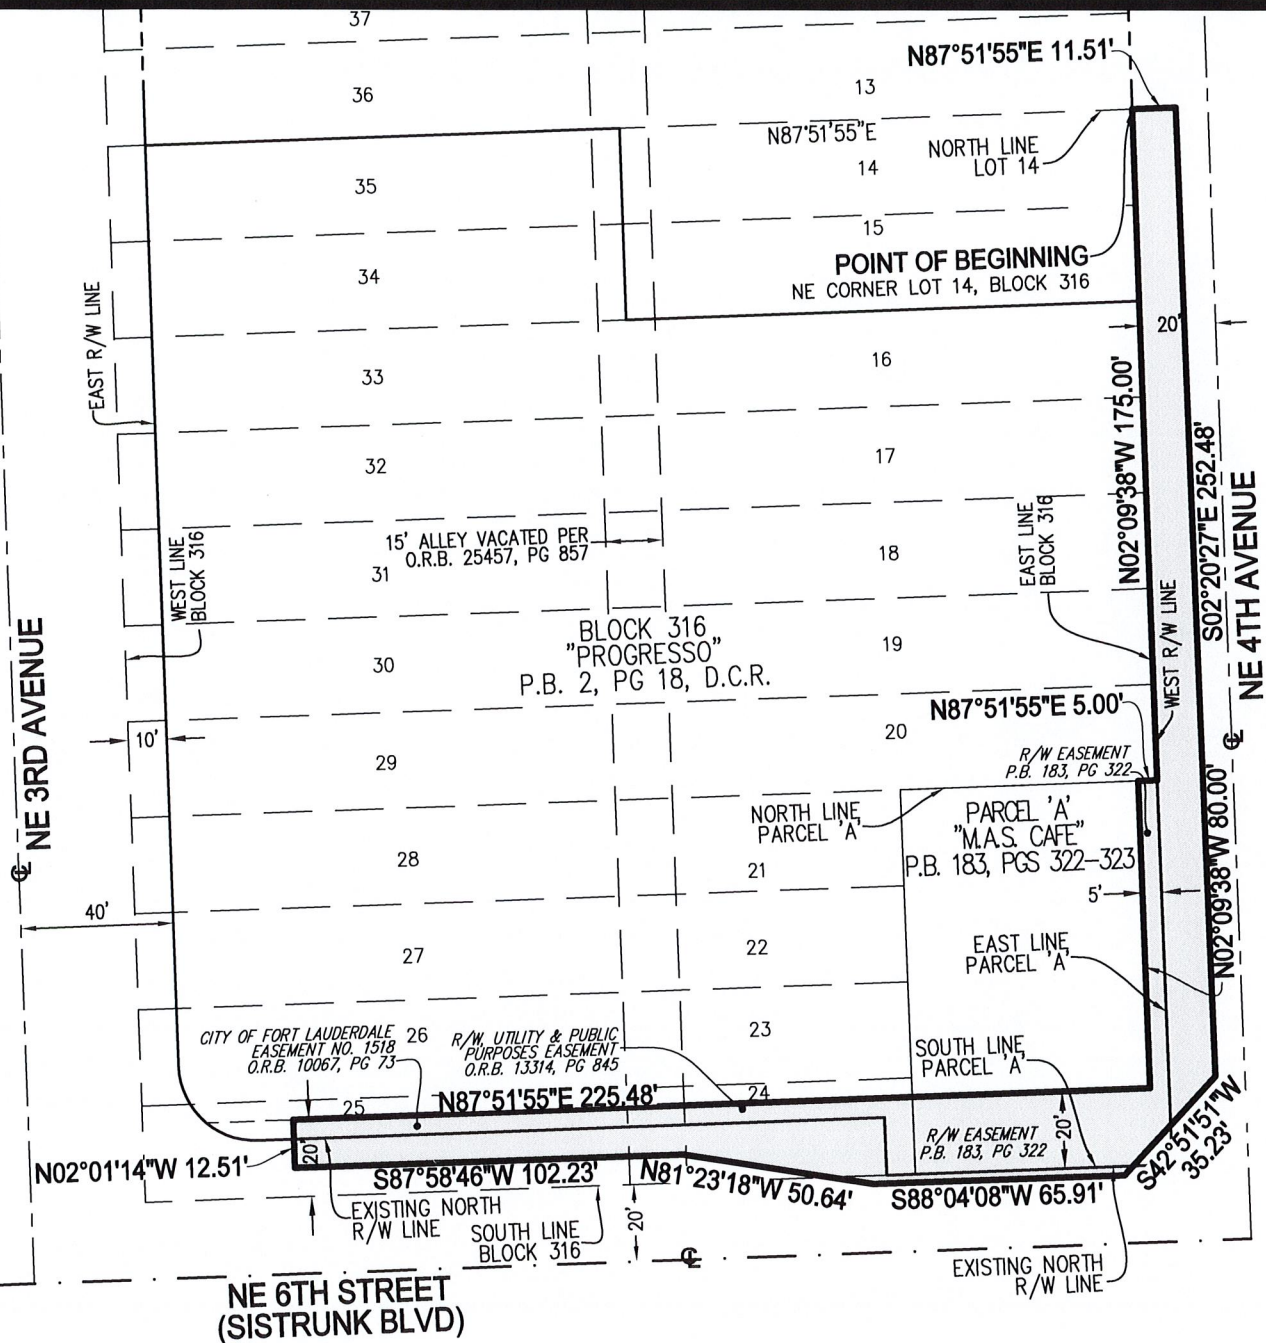 37
N87°51'55"E 11.51'
36
13
N87°51'55"E
NORTH LINE
LOT 14
14
35
15
POINT OF BEGINNING
NE CORNER LOT 14, BLOCK 316
34
EAST R/W LINE
20'
16
33
N02°09'38"W 175.00'
17
32
S02°20'27"E 252.48'
NE 4TH AVENUE
WEST LINE
BLOCK 316
15' ALLEY VACATED PER
O.R.B. 25457, PG 857
31
18
EAST LINE
BLOCK 316
WEST R/W LINE
NE 3RD AVENUE
BLOCK 316
"PROGRESSO"
P.B. 2, PG 18, D.C.R.
30
19
N87°51'55"E 5.00'
20
10'
29
R/W EASEMENT
P.B. 183, PG 322
℄
NORTH LINE
PARCEL 'A'
PARCEL 'A'
"M.A.S. CAFE"
P.B. 183, PGS 322-323
28
21
℄
N02°09'38"W 80.00'
5'
40'
27
22
EAST LINE
PARCEL 'A'
CITY OF FORT LAUDERDALE
EASEMENT NO. 1518
O.R.B. 10067, PG 73
26
R/W, UTILITY & PUBLIC
PURPOSES EASEMENT
O.R.B. 13314, PG 845
23
SOUTH LINE
PARCEL 'A'
25
N87°51'55"E 225.48'
24
20'
R/W EASEMENT
P.B. 183, PG 322
20'
S42°51'51"W
35.23'
N02°01'14"W 12.51'
S87°58'46"W 102.23'
N81°23'18"W 50.64'
S88°04'08"W 65.91'
EXISTING NORTH
R/W LINE
SOUTH LINE
BLOCK 316
20'
℄
EXISTING NORTH
R/W LINE
NE 6TH STREET
(SISTRUNK BLVD)